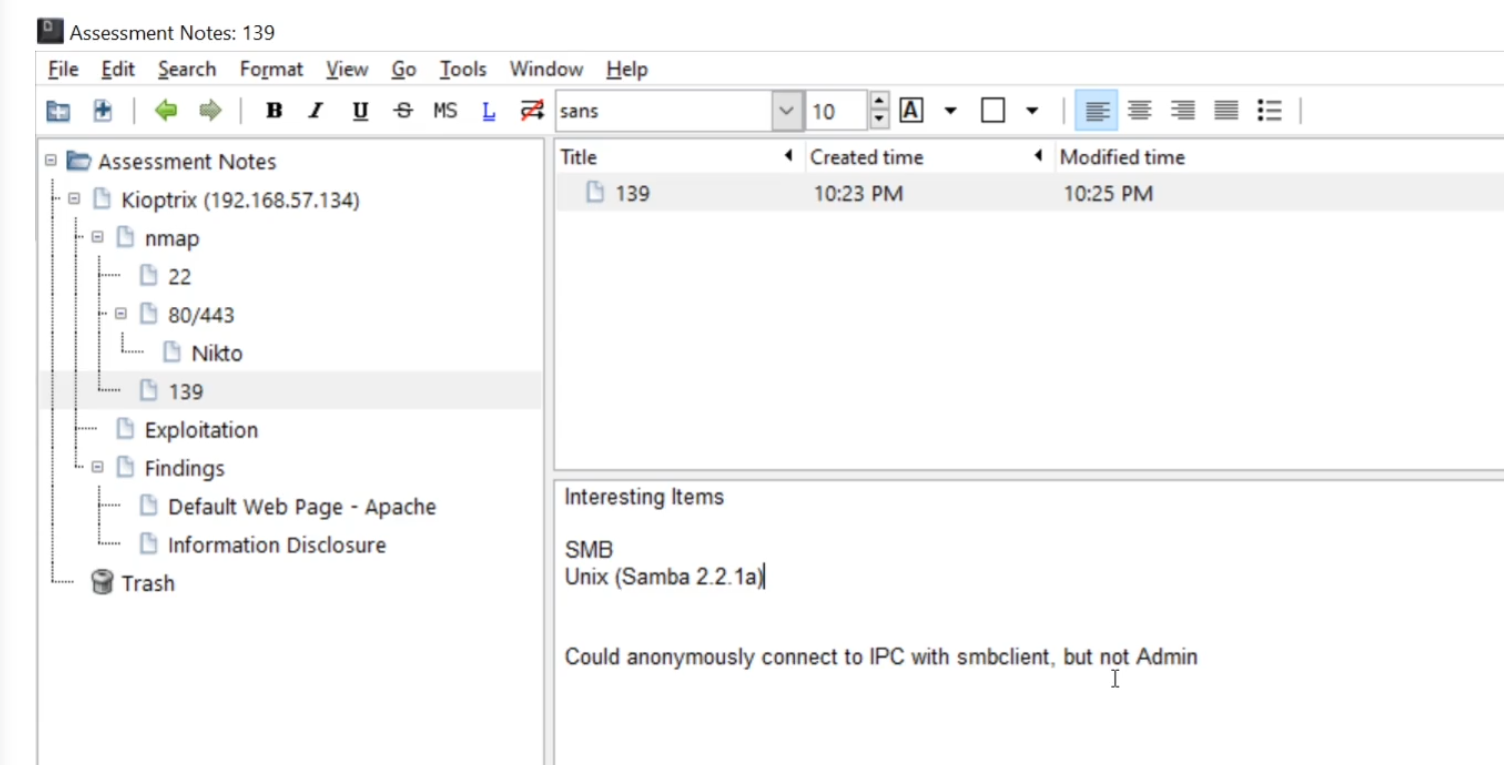 Assessment Notes: 139
File Edit Search Format View Go Tools Window Help
B I U S MS L sans 10 A
Assessment Notes
Kioptrix (192.168.57.134)
nmap
22
80/443
Nikto
139
Exploitation
Findings
Default Web Page - Apache
Information Disclosure
Trash
Title Created time Modified time
139 10:23 PM 10:25 PM
Interesting Items
SMB
Unix (Samba 2.2.1a)
Could anonymously connect to IPC with smbclient, but not Admin